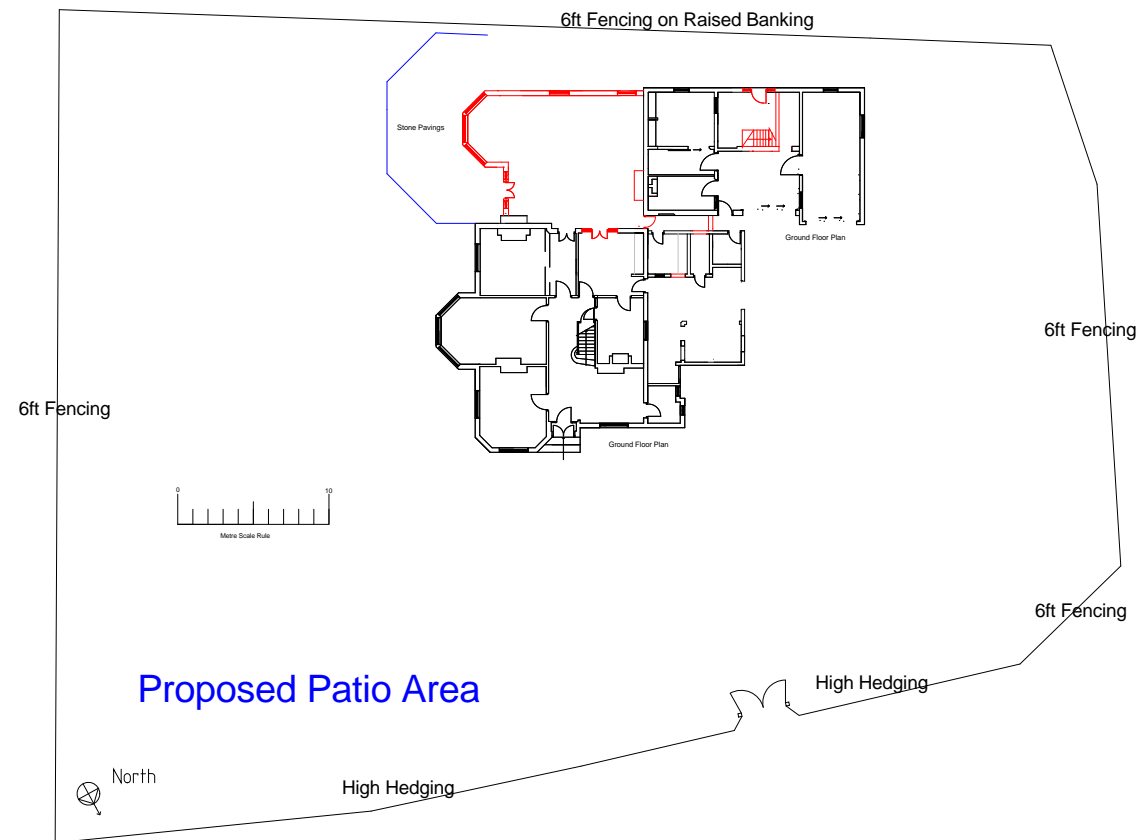 6ft Fencing on Raised Banking
Stone Pavings
Ground Floor Plan
6ft Fencing
6ft Fencing
Ground Floor Plan
0 10
Metre Scale Rule
6ft Fencing
Proposed Patio Area
High Hedging
North
High Hedging